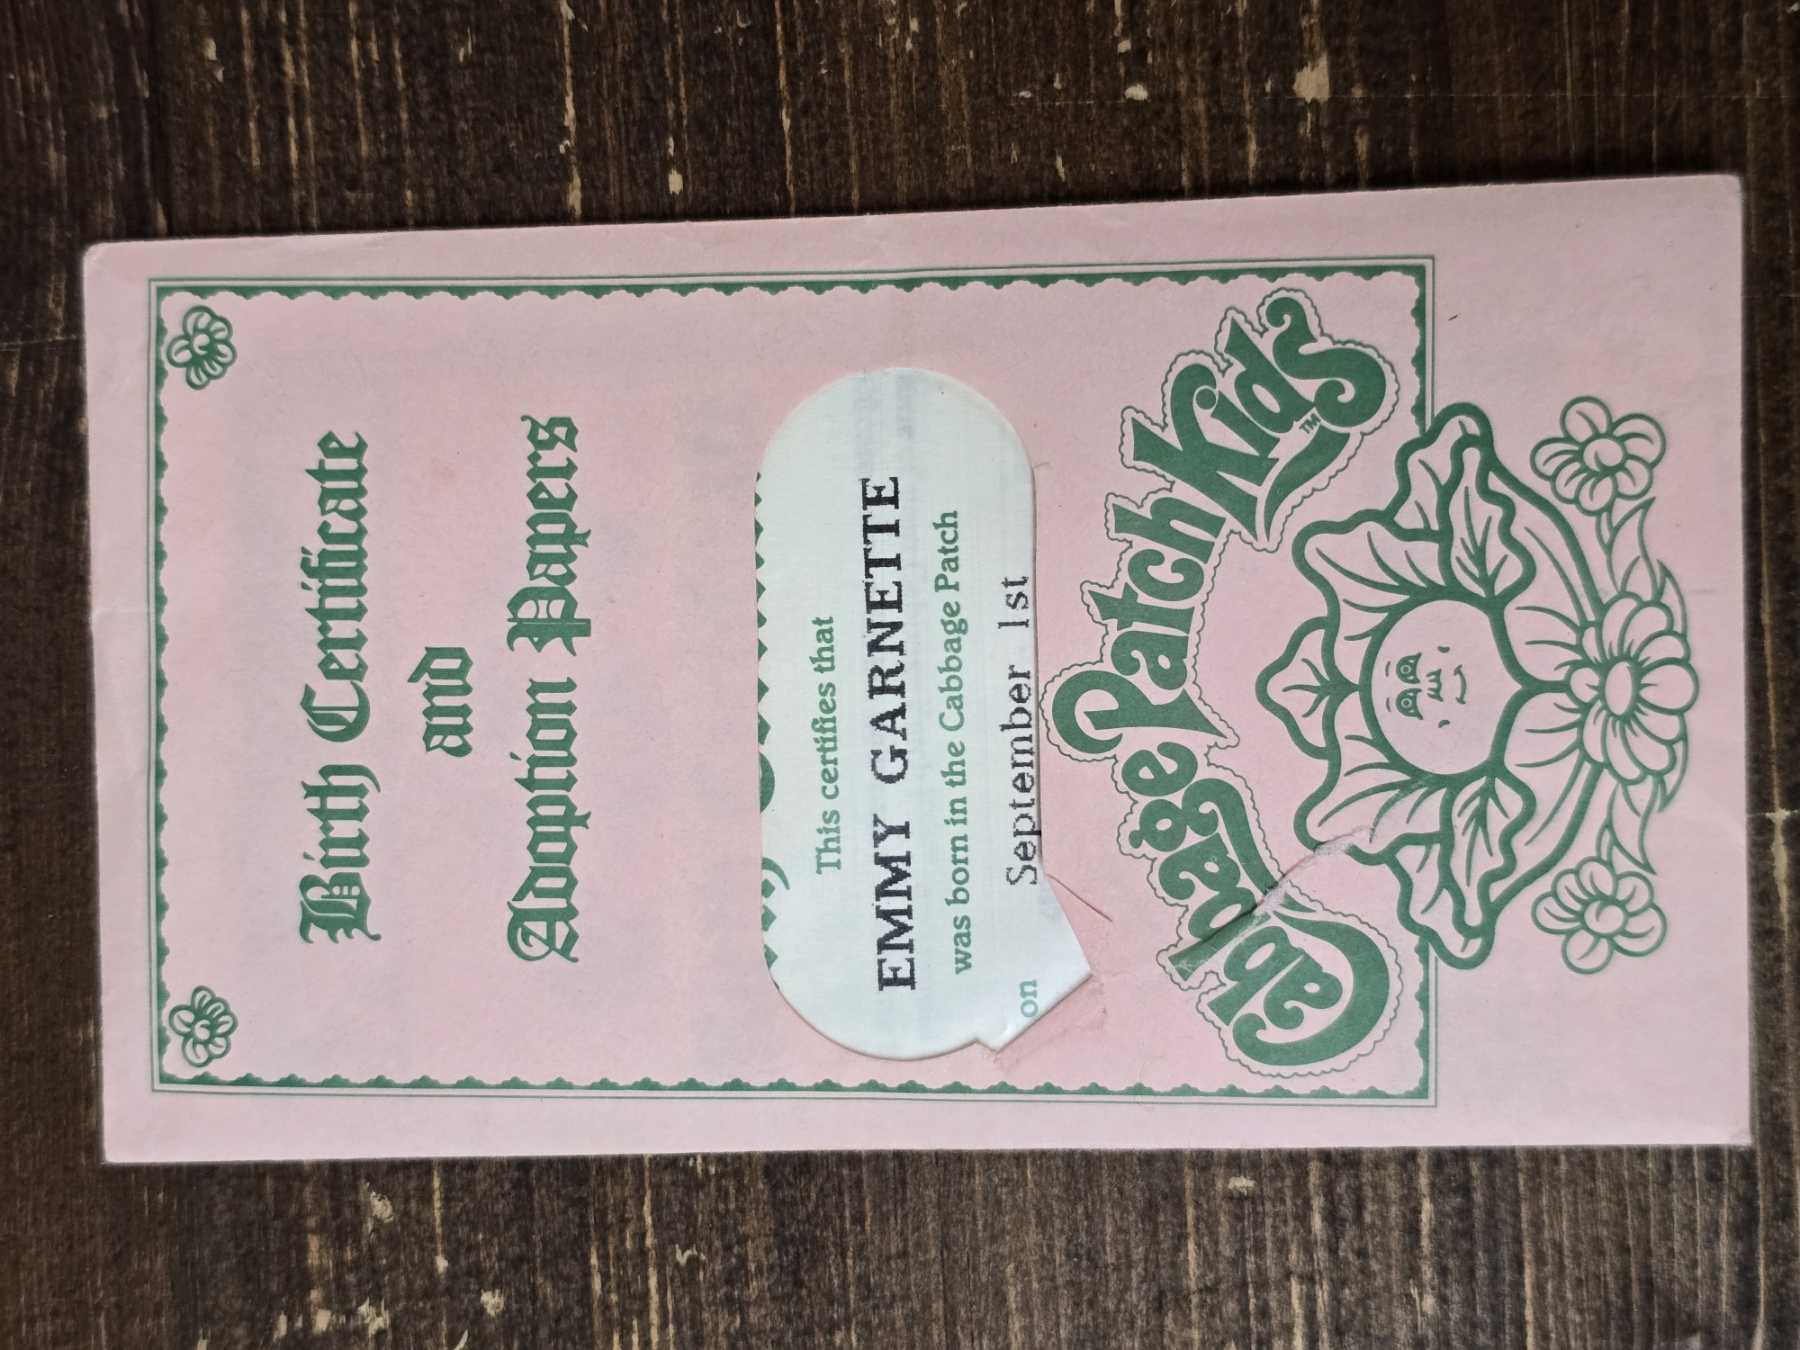 Birth Certificate
and
Adoption Papers
This certifies that
EMMY GARNETTE
was born in the Cabbage Patch
on September 1st
Cabbage Patch Kids™